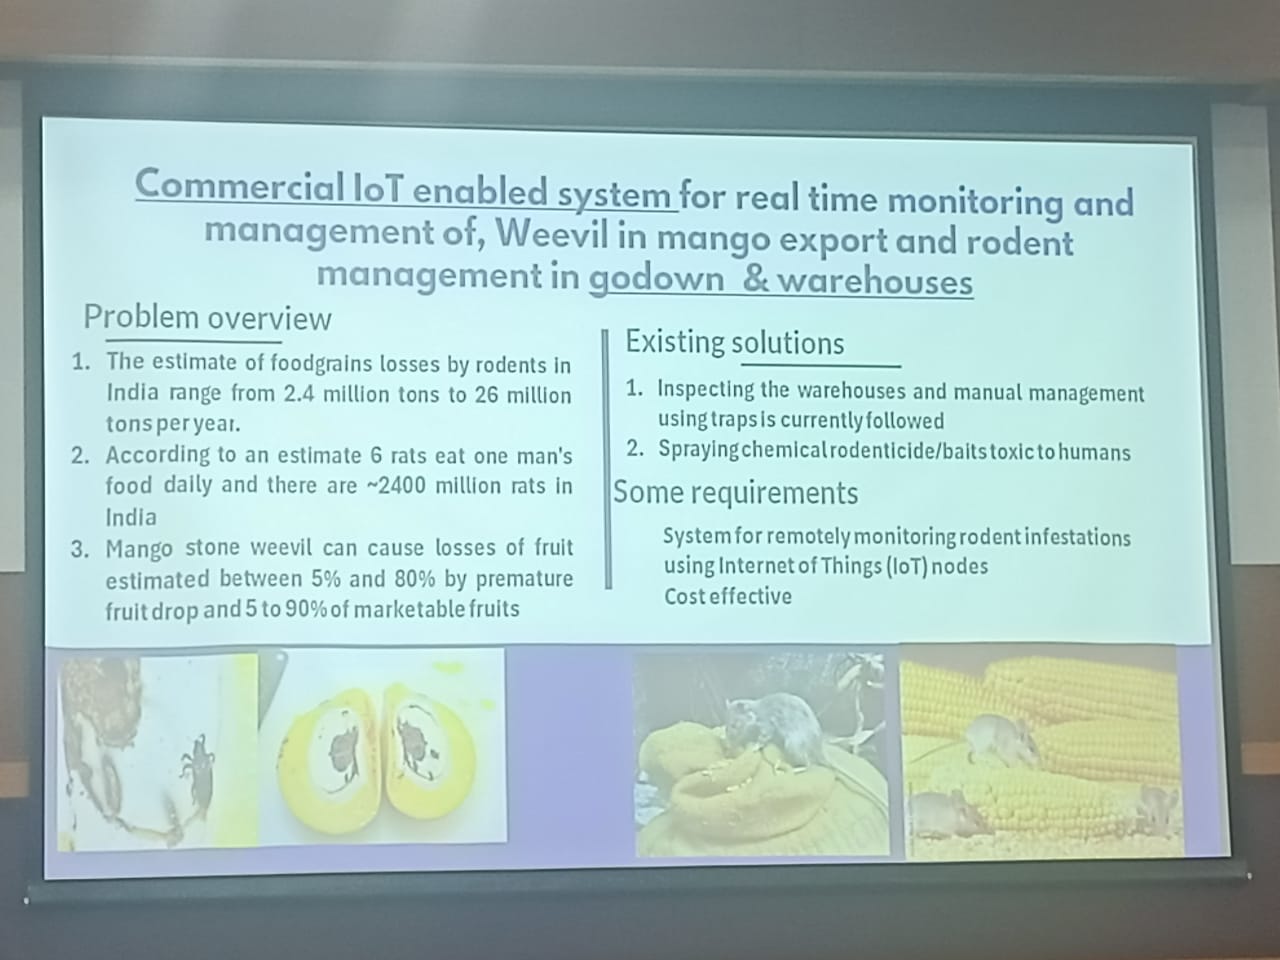 Commercial IoT enabled system for real time monitoring and
management of, Weevil in mango export and rodent
management in godown & warehouses
Problem overview
1. The estimate of foodgrains losses by rodents in
India range from 2.4 million tons to 26 million
tons per year.
2. According to an estimate 6 rats eat one man's
food daily and there are ~2400 million rats in
India
3. Mango stone weevil can cause losses of fruit
estimated between 5% and 80% by premature
fruit drop and 5 to 90% of marketable fruits
Existing solutions
1. Inspecting the warehouses and manual management
using traps is currently followed
2. Spraying chemical rodenticide/baits toxic to humans
Some requirements
System for remotely monitoring rodent infestations
using Internet of Things (IoT) nodes
Cost effective